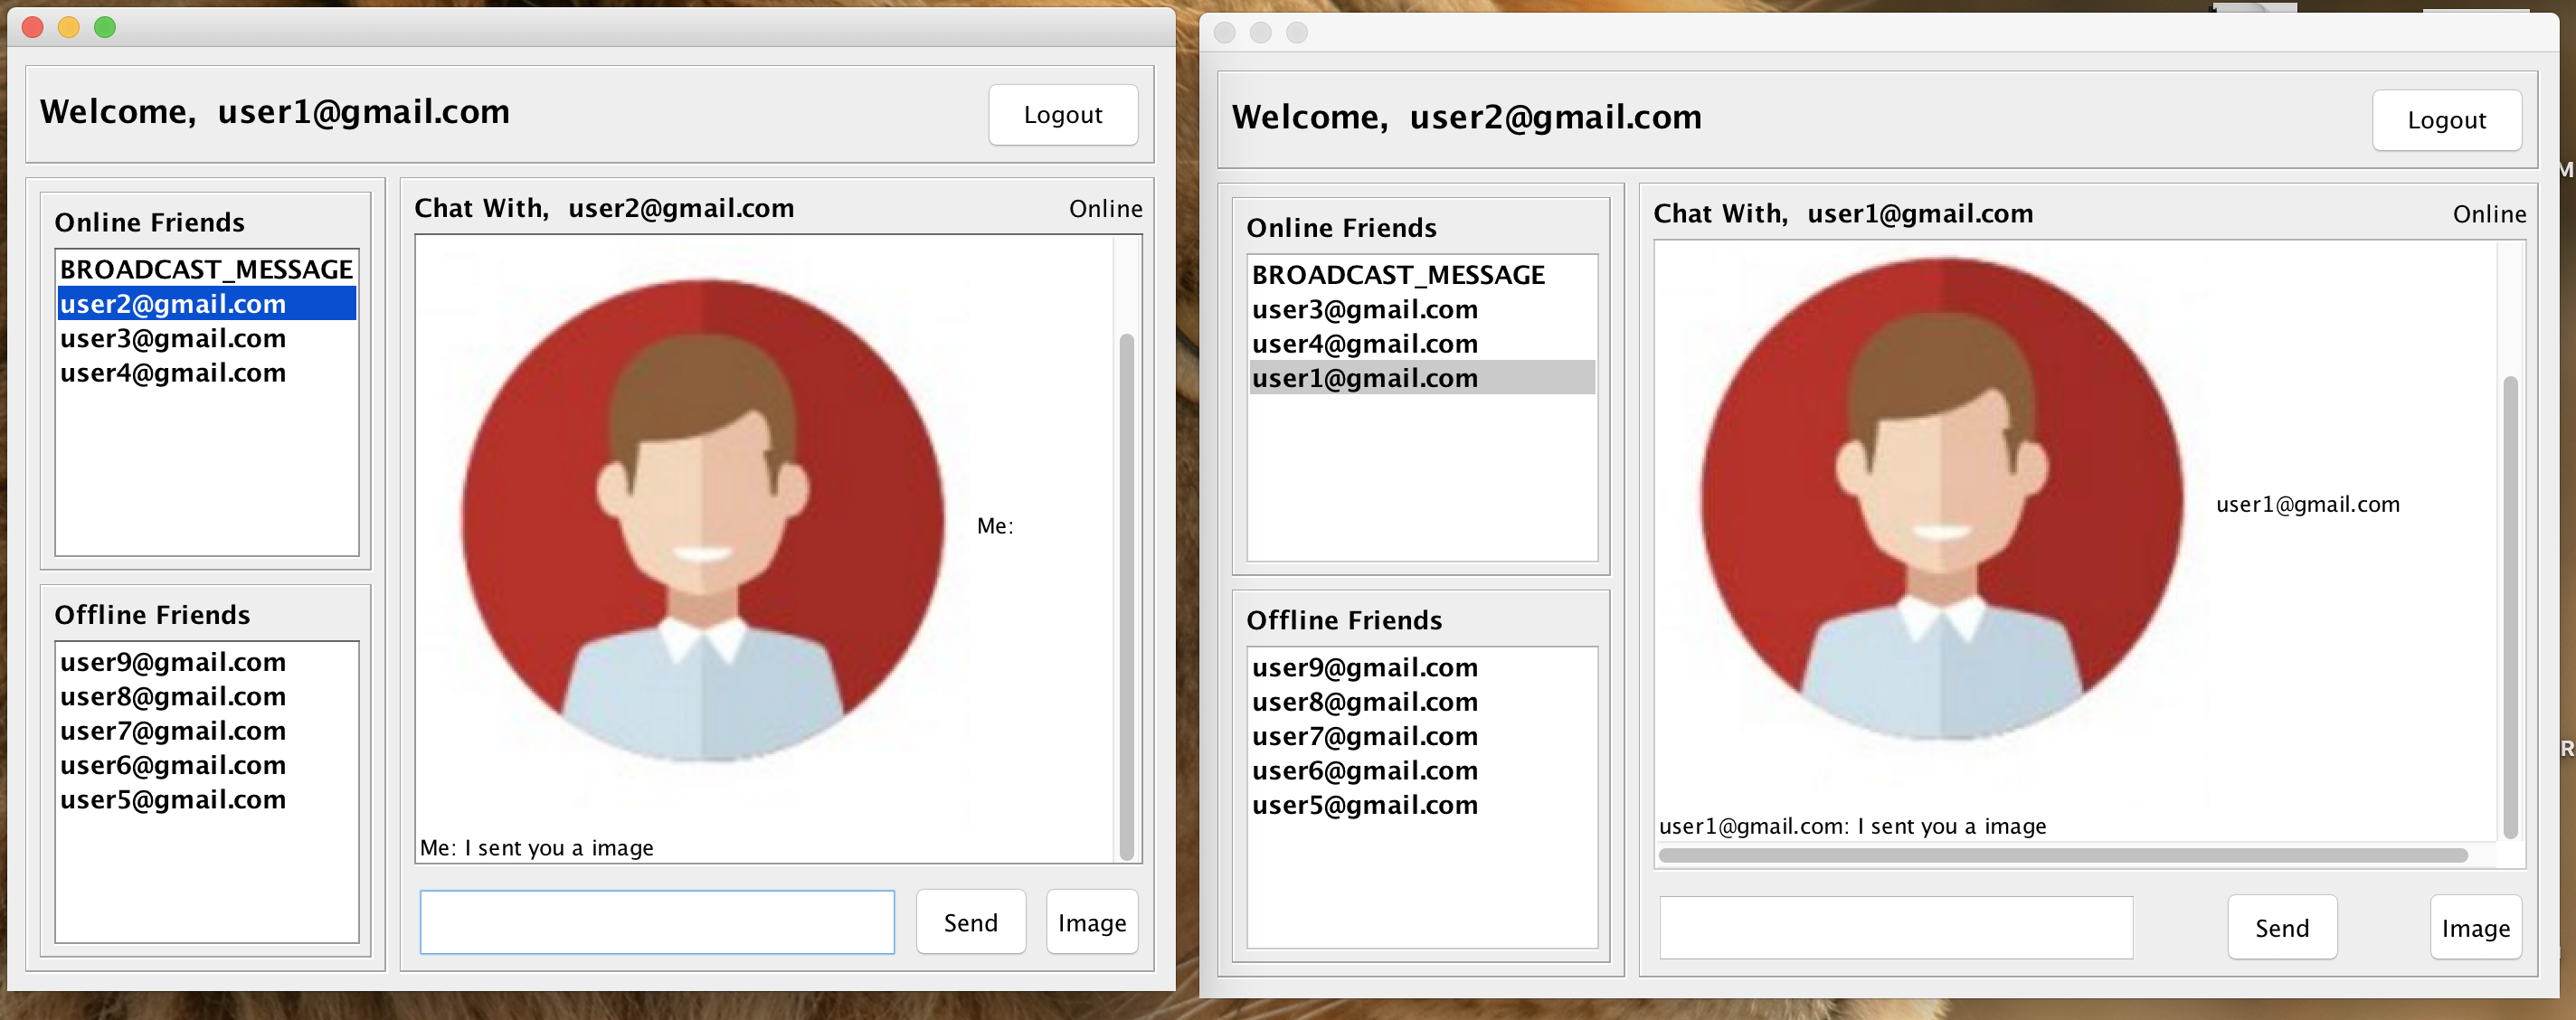 Welcome,  user1@gmail.com
Logout
Online Friends
BROADCAST_MESSAGE
user2@gmail.com
user3@gmail.com
user4@gmail.com
Offline Friends
user9@gmail.com
user8@gmail.com
user7@gmail.com
user6@gmail.com
user5@gmail.com
Chat With,  user2@gmail.com
Online
Me:
Me: I sent you a image
Send
Image
Welcome,  user2@gmail.com
Logout
Online Friends
BROADCAST_MESSAGE
user3@gmail.com
user4@gmail.com
user1@gmail.com
Offline Friends
user9@gmail.com
user8@gmail.com
user7@gmail.com
user6@gmail.com
user5@gmail.com
Chat With,  user1@gmail.com
Online
user1@gmail.com
user1@gmail.com: I sent you a image
Send
Image
M
R